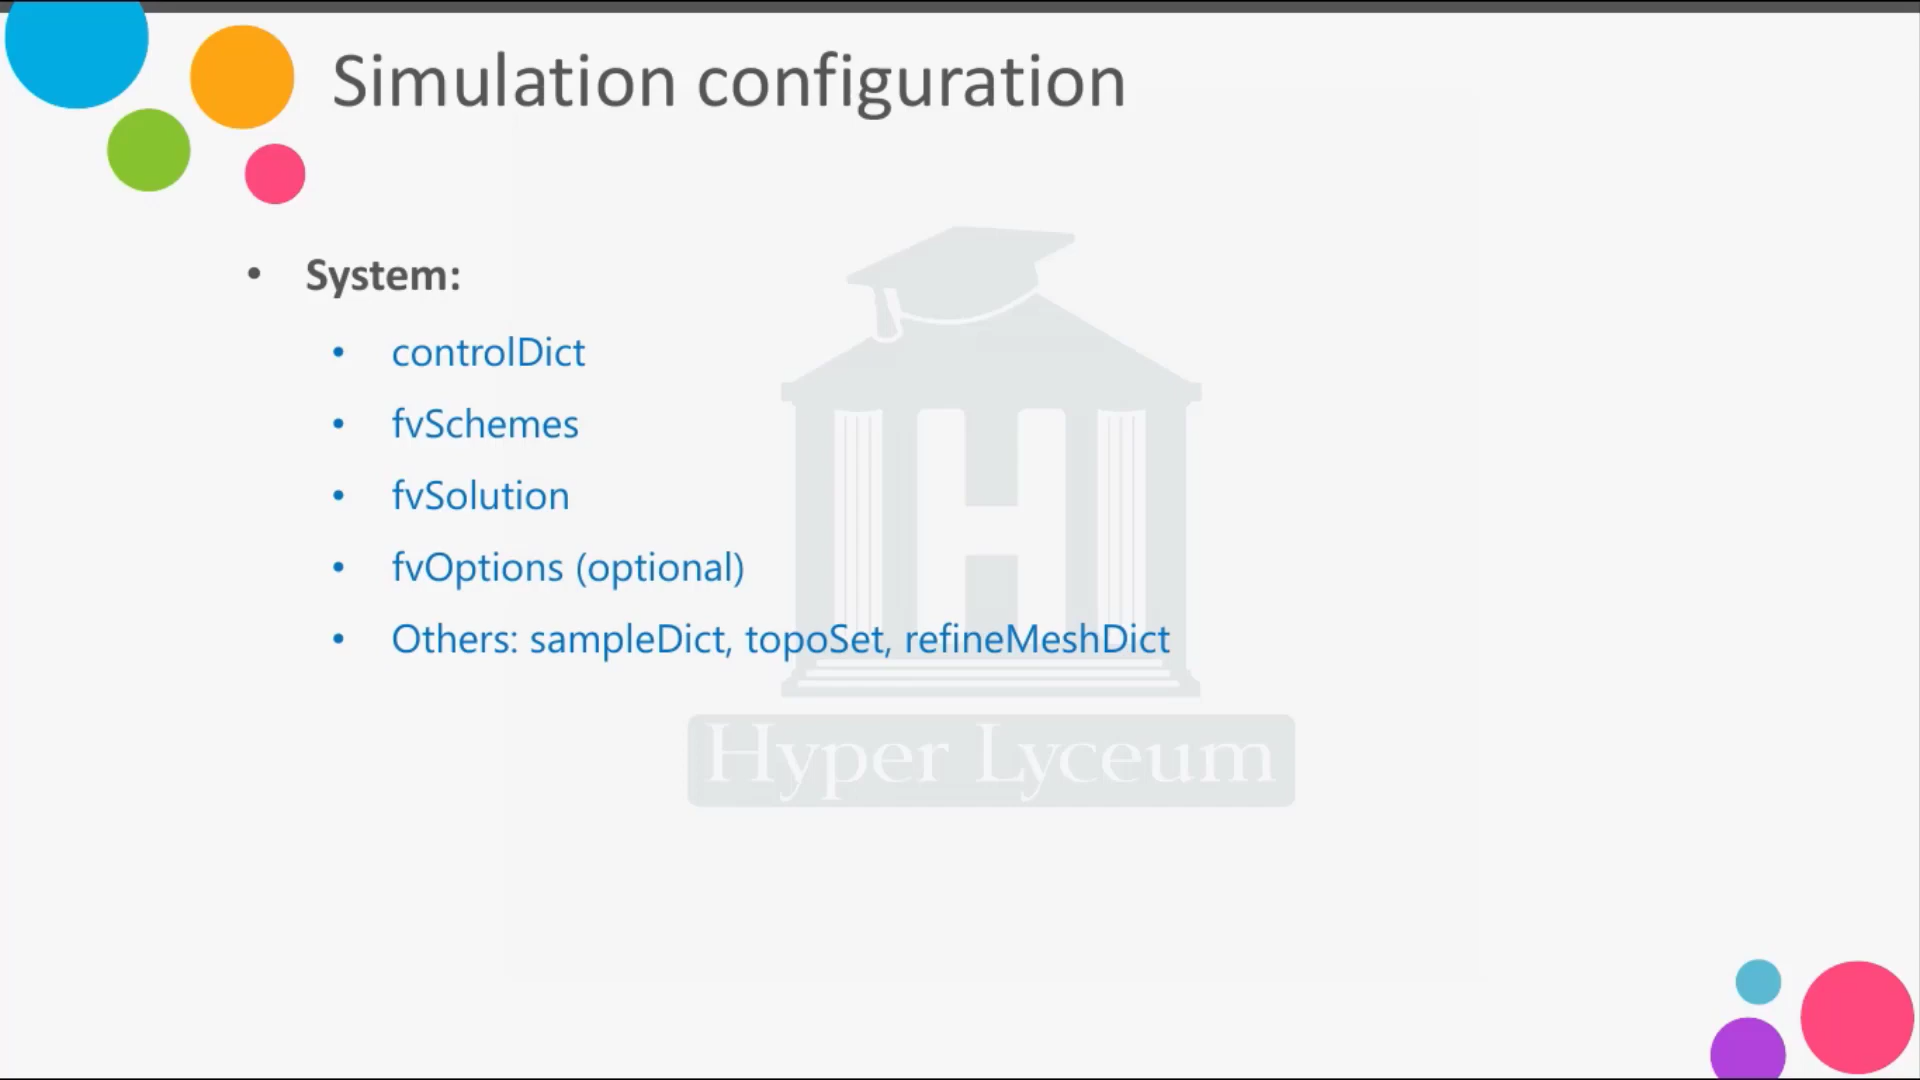 Simulation configuration
• System:
• controlDict
• fvSchemes
• fvSolution
• fvOptions (optional)
• Others: sampleDict, topoSet, refineMeshDict
H
Hyper Lyceum